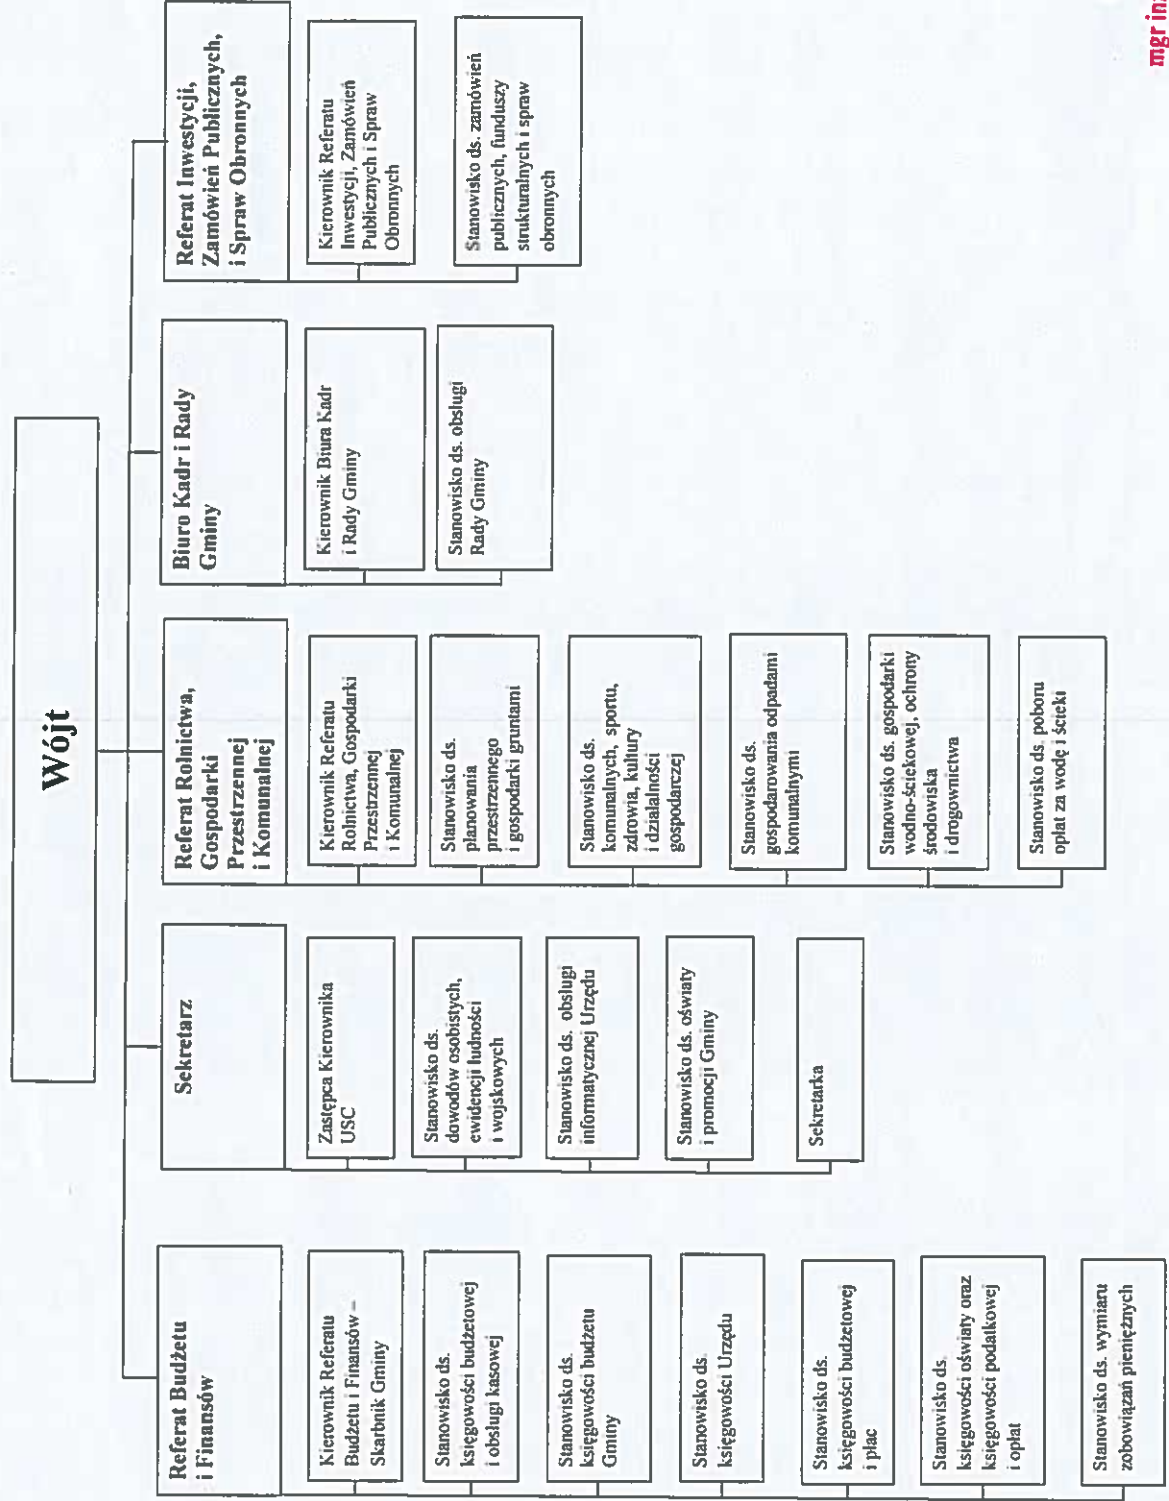 Wójt
Referat Budżetu
i Finansów
Kierownik Referatu
Budżetu i Finansów –
Skarbnik Gminy
Stanowisko ds.
księgowości budżetowej
i obsługi kasowej
Stanowisko ds.
księgowości budżetu
Gminy
Stanowisko ds.
księgowości Urzędu
Stanowisko ds.
księgowości budżetowej
i płac
Stanowisko ds.
księgowości oświaty oraz
księgowości podatkowej
i opłat
Stanowisko ds. wymiaru
zobowiązań pieniężnych
Sekretarz
Zastępca Kierownika
USC
Stanowisko ds.
dowodów osobistych,
ewidencji ludności
i wojskowych
Stanowisko ds. obsługi
informatycznej Urzędu
Stanowisko ds. oświaty
i promocji Gminy
Sekretarka
Referat Rolnictwa,
Gospodarki
Przestrzennej
i Komunalnej
Kierownik Referatu
Rolnictwa, Gospodarki
Przestrzennej
i Komunalnej
Stanowisko ds.
planowania
przestrzennego
i gospodarki gruntami
Stanowisko ds.
komunalnych, sportu,
zdrowia, kultury
i działalności
gospodarczej
Stanowisko ds.
gospodarowania odpadami
komunalnymi
Stanowisko ds. gospodarki
wodno-ściekowej, ochrony
środowiska
i drogownictwa
Stanowisko ds. poboru
opłat za wodę i ścieki
Biuro Kadr i Rady
Gminy
Kierownik Biura Kadr
i Rady Gminy
Stanowisko ds. obsługi
Rady Gminy
Referat Inwestycji,
Zamówień Publicznych,
i Spraw Obronnych
Kierownik Referatu
Inwestycji, Zamówień
Publicznych i Spraw
Obronnych
Stanowisko ds. zamówień
publicznych, funduszy
strukturalnych i spraw
obronnych
mgr inż